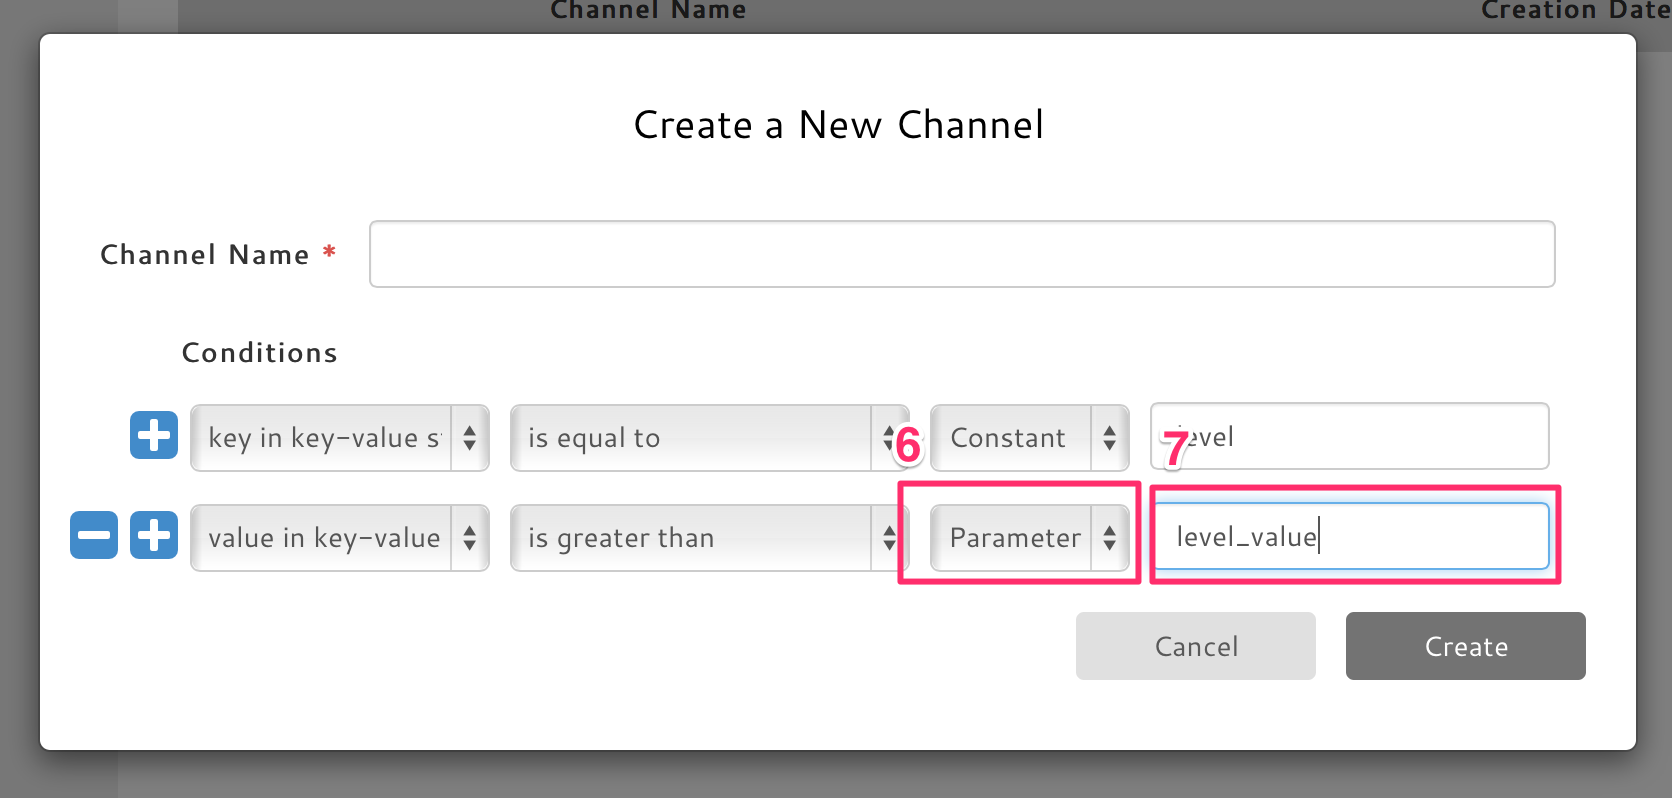 Channel Name Creation Date
Create a New Channel
Channel Name *
Conditions
key in key-value s is equal to 6 Constant 7 evel
value in key-value is greater than Parameter level_value
Cancel Create